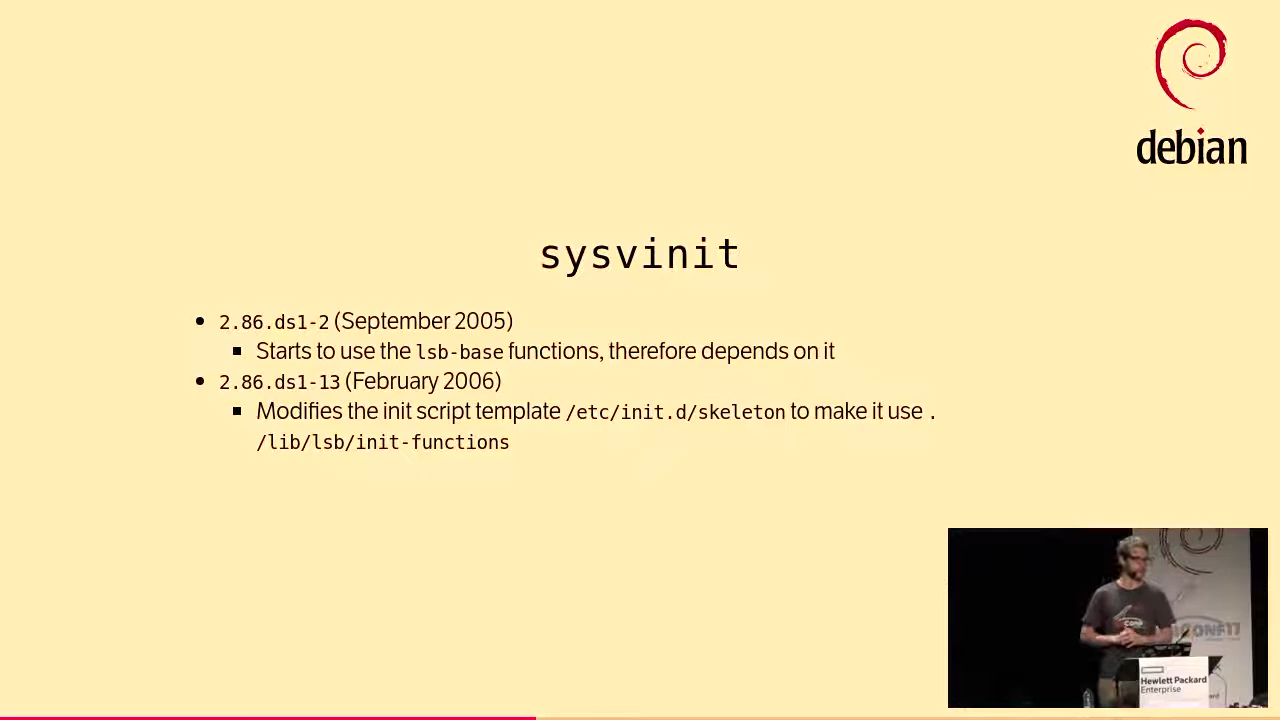 debian
sysvinit
2.86.ds1-2 (September 2005)
Starts to use the lsb-base functions, therefore depends on it
2.86.ds1-13 (February 2006)
Modifies the init script template /etc/init.d/skeleton to make it use .
/lib/lsb/init-functions
CONF17
Hewlett Packard
Enterprise